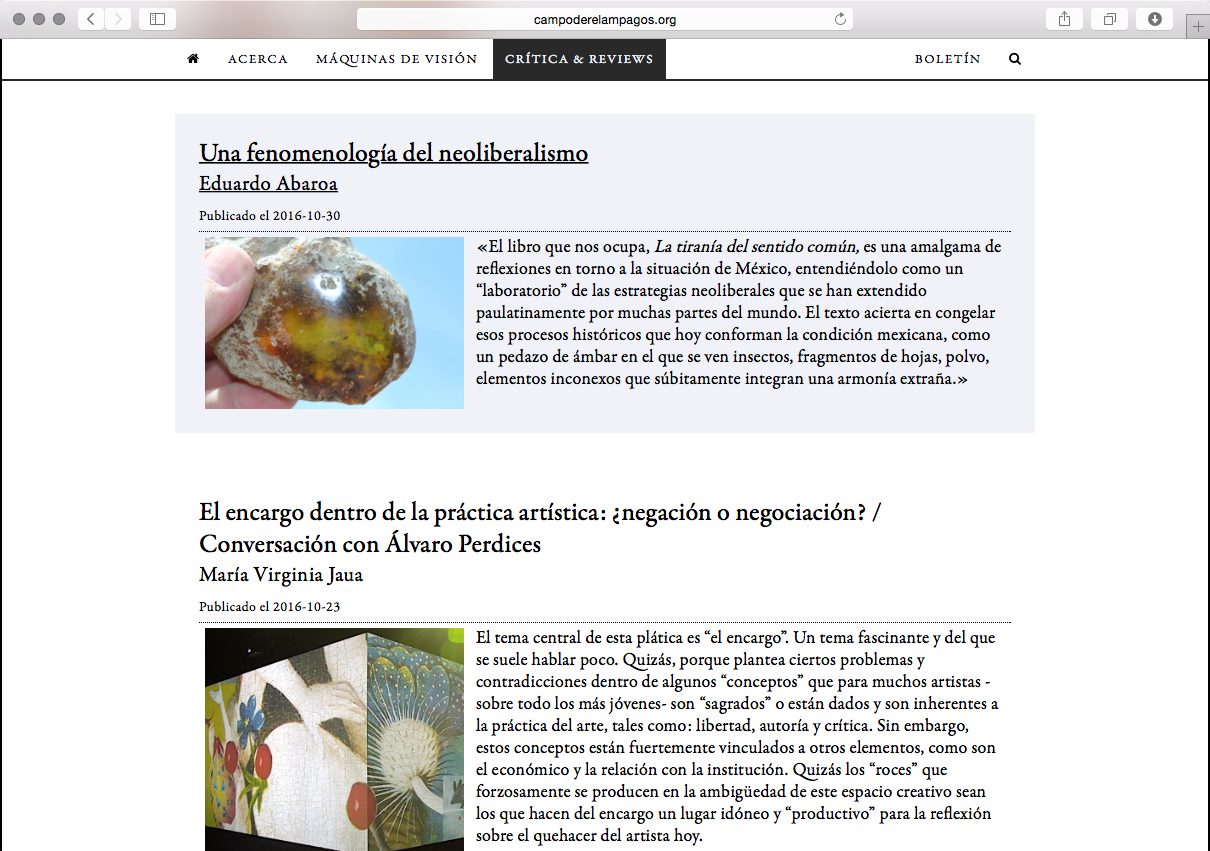 campoderelampagos.org
ACERCA
MÁQUINAS DE VISIÓN
CRÍTICA & REVIEWS
BOLETÍN
Una fenomenología del neoliberalismo
Eduardo Abaroa
Publicado el 2016-10-30
«El libro que nos ocupa, La tiranía del sentido común, es una amalgama de
reflexiones en torno a la situación de México, entendiéndolo como un
“laboratorio” de las estrategias neoliberales que se han extendido
paulatinamente por muchas partes del mundo. El texto acierta en congelar
esos procesos históricos que hoy conforman la condición mexicana, como
un pedazo de ámbar en el que se ven insectos, fragmentos de hojas, polvo,
elementos inconexos que súbitamente integran una armonía extraña.»
El encargo dentro de la práctica artística: ¿negación o negociación? /
Conversación con Álvaro Perdices
María Virginia Jaua
Publicado el 2016-10-23
El tema central de esta plática es “el encargo”. Un tema fascinante y del que
se suele hablar poco. Quizás, porque plantea ciertos problemas y
contradicciones dentro de algunos “conceptos” que para muchos artistas -
sobre todo los más jóvenes- son “sagrados” o están dados y son inherentes a
la práctica del arte, tales como: libertad, autoría y crítica. Sin embargo,
estos conceptos están fuertemente vinculados a otros elementos, como son
el económico y la relación con la institución. Quizás los “roces” que
forzosamente se producen en la ambigüedad de este espacio creativo sean
los que hacen del encargo un lugar idóneo y “productivo” para la reflexión
sobre el quehacer del artista hoy.